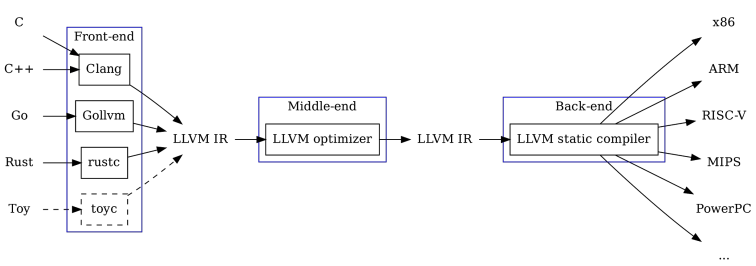 C
C++
Go
Rust
Toy
Front-end
Clang
Gollvm
rustc
toyc
LLVM IR
Middle-end
LLVM optimizer
LLVM IR
Back-end
LLVM static compiler
x86
ARM
RISC-V
MIPS
PowerPC
...